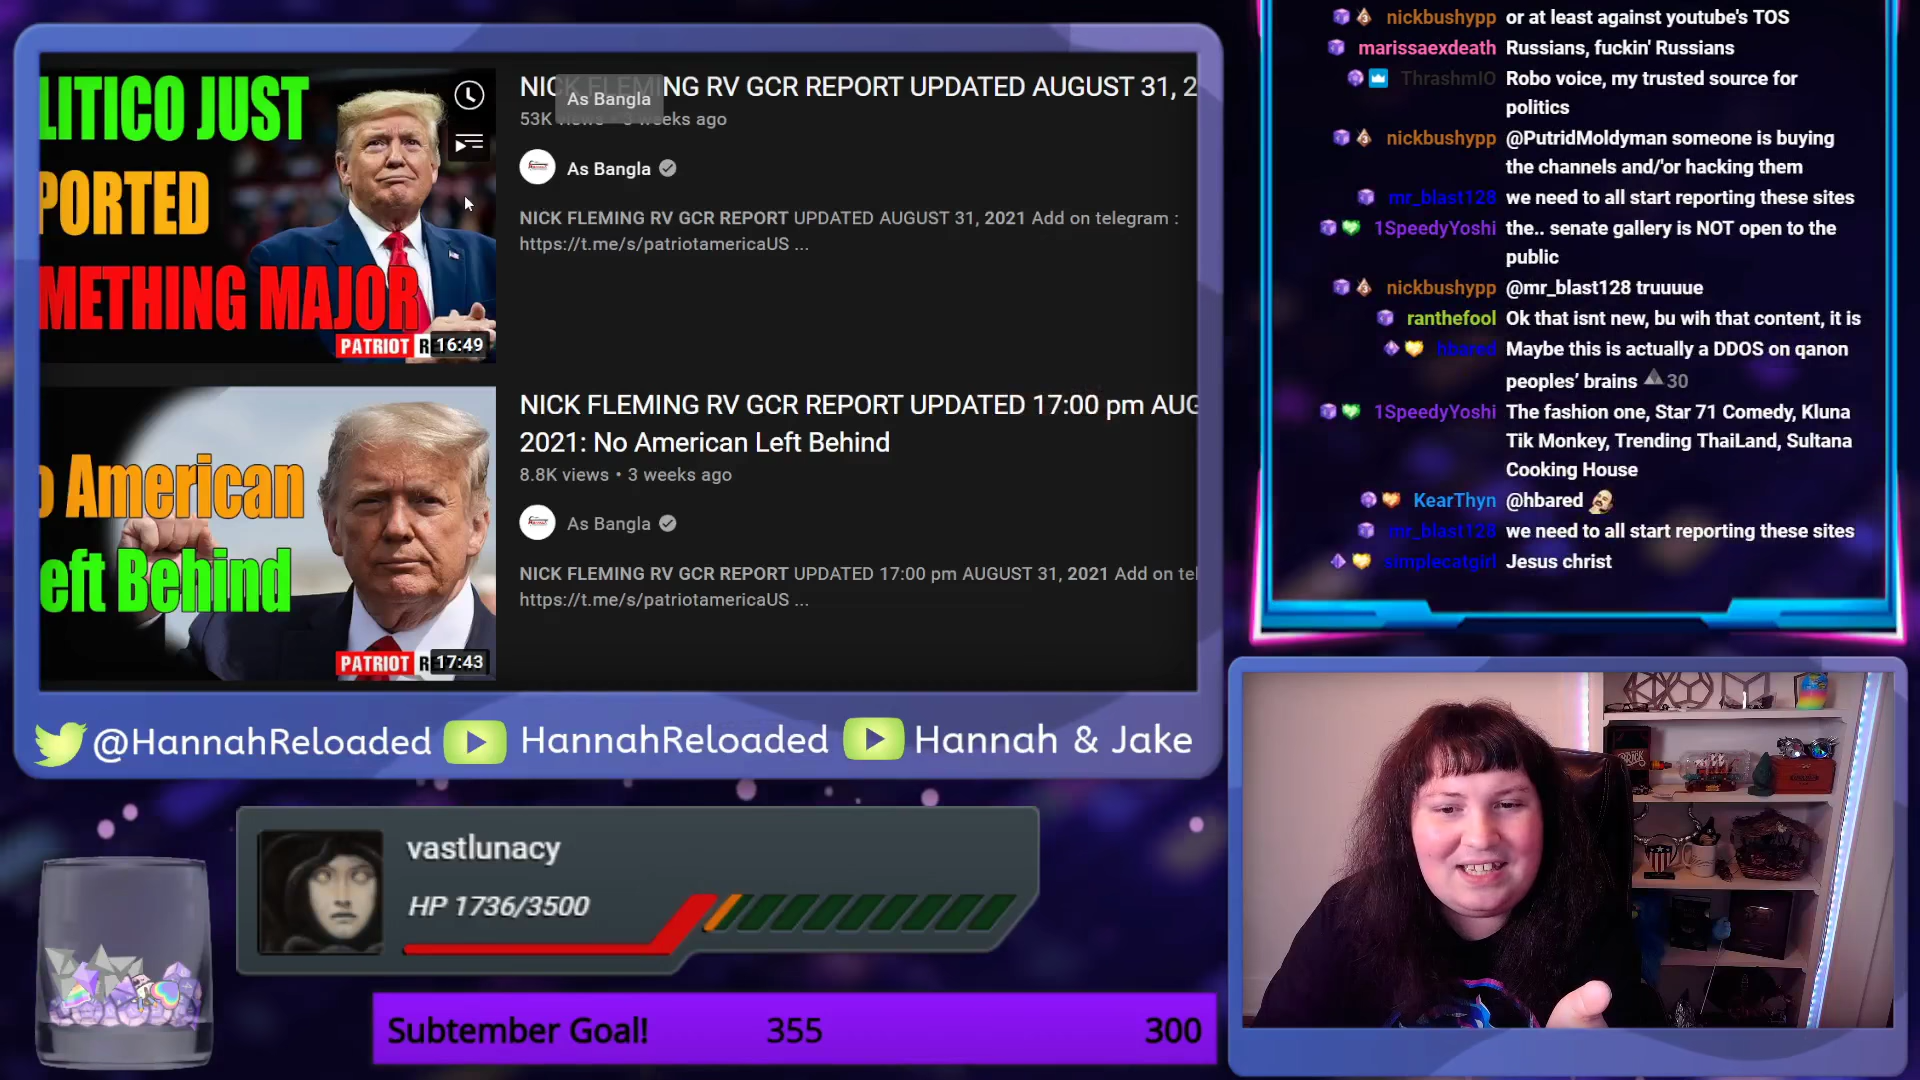 LITICO JUST
PORTED
METHING MAJOR
PATRIOT R
16:49
NICK FLEMING RV GCR REPORT UPDATED AUGUST 31, 2
As Bangla
53K views • 3 weeks ago
As Bangla
NICK FLEMING RV GCR REPORT UPDATED AUGUST 31, 2021 Add on telegram :
https://t.me/s/patriotamericaUS ...
American
eft Behind
PATRIOT R
17:43
NICK FLEMING RV GCR REPORT UPDATED 17:00 pm AUG
2021: No American Left Behind
8.8K views • 3 weeks ago
As Bangla
NICK FLEMING RV GCR REPORT UPDATED 17:00 pm AUGUST 31, 2021 Add on tel
https://t.me/s/patriotamericaUS ...
@HannahReloaded HannahReloaded Hannah & Jake
vastlunacy
HP 1736/3500
Subtember Goal! 355 300
nickbushypp or at least against youtube's TOS
marissaexdeath Russians, fuckin' Russians
ThrashmIO Robo voice, my trusted source for
politics
nickbushypp @PutridMoldyman someone is buying
the channels and/'or hacking them
mr_blast128 we need to all start reporting these sites
1SpeedyYoshi the.. senate gallery is NOT open to the
public
nickbushypp @mr_blast128 truuuue
ranthefool Ok that isnt new, bu wih that content, it is
hbared Maybe this is actually a DDOS on qanon
peoples' brains 30
1SpeedyYoshi The fashion one, Star 71 Comedy, Kluna
Tik Monkey, Trending ThaiLand, Sultana
Cooking House
KearThyn @hbared
mr_blast128 we need to all start reporting these sites
simplecatgirl Jesus christ